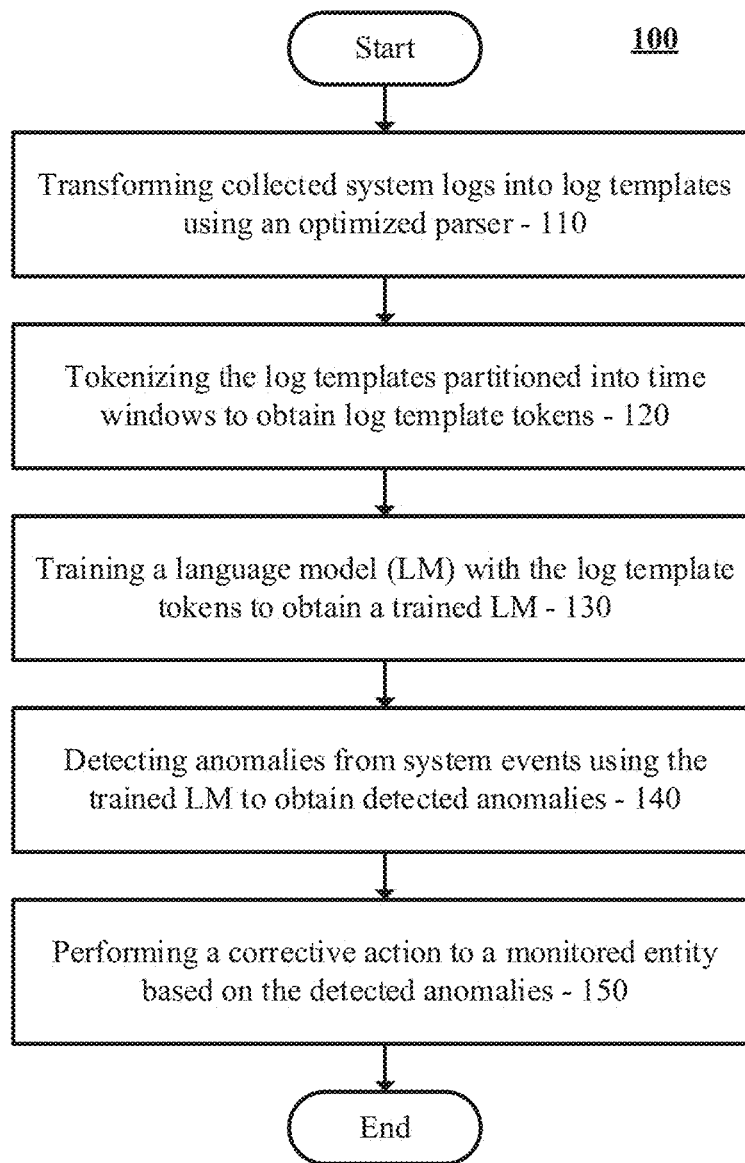 Start
100
Transforming collected system logs into log templates
using an optimized parser - 110
Tokenizing the log templates partitioned into time
windows to obtain log template tokens - 120
Training a language model (LM) with the log template
tokens to obtain a trained LM - 130
Detecting anomalies from system events using the
trained LM to obtain detected anomalies - 140
Performing a corrective action to a monitored entity
based on the detected anomalies - 150
End